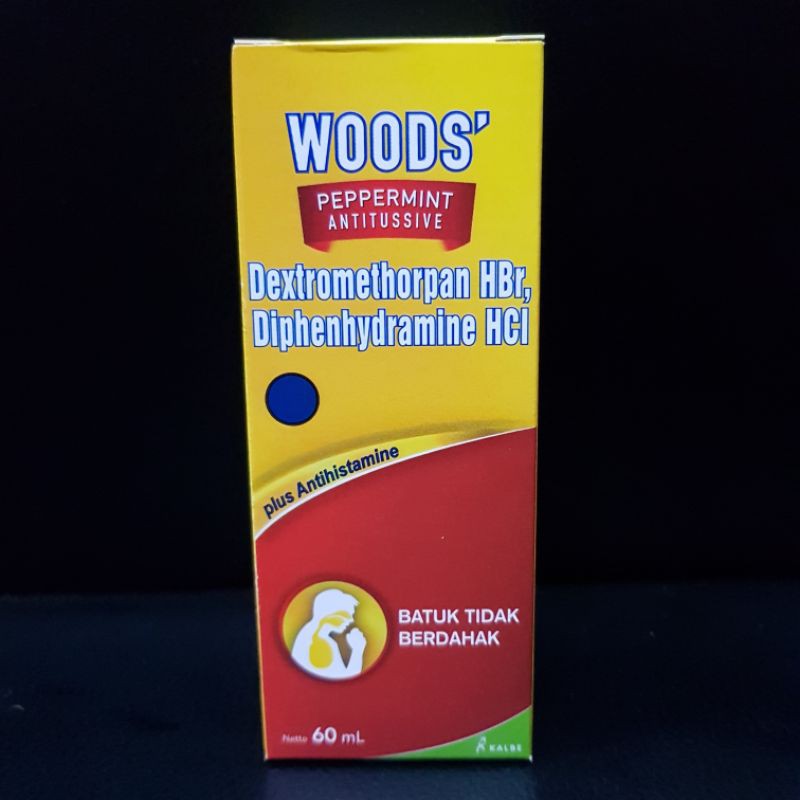 WOODS'
PEPPERMINT
ANTITUSSIVE
Dextromethorpan HBr,
Diphenhydramine HCl
plus Antihistamine
BATUK TIDAK
BERDAHAK
Netto 60 mL
KALBE